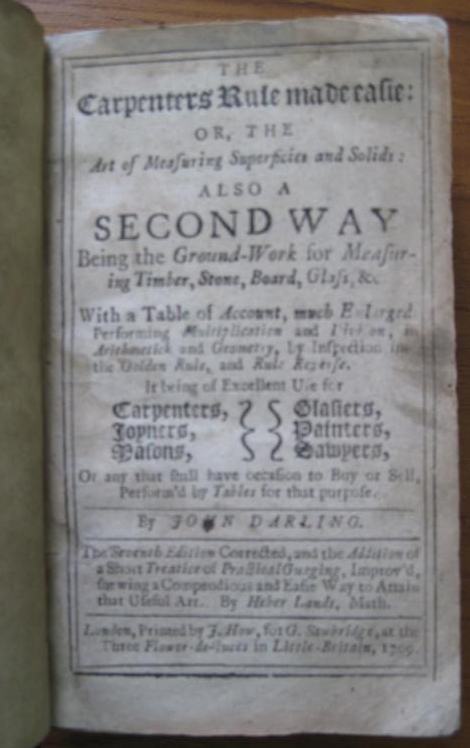 THE
Carpenters Rule made easie:
OR, THE
Art of Measuring Superficies and Solids:
ALSO A
SECOND WAY
Being the Ground-Work for Measur-
ing Timber, Stone, Board, Glass, &c
With a Table of Account, much Enlarged
Performing Multiplication and Division, in
Arithmetick and Geometry, by Inspection in
the Golden Rule, and Rule Reverse.
It being of Excellent Use for
Carpenters, Glasiers,
Joyners, Painters,
Masons, Sawyers,
Or any that shall have occasion to Buy or Sell,
Perform'd by Tables for that purpose.
By JOHN DARLING.
The Seventh Edition Corrected, and the Addition of
a Short Treatice of Practical Gurging, Improv'd,
shewing a Compendious and Easie Way to Attain
that Useful Art. By Heber Lands, Math.
London, Printed by J. How, for G. Sawbridge, at the
Three Flower-de-luces in Little-Britain, 1709.